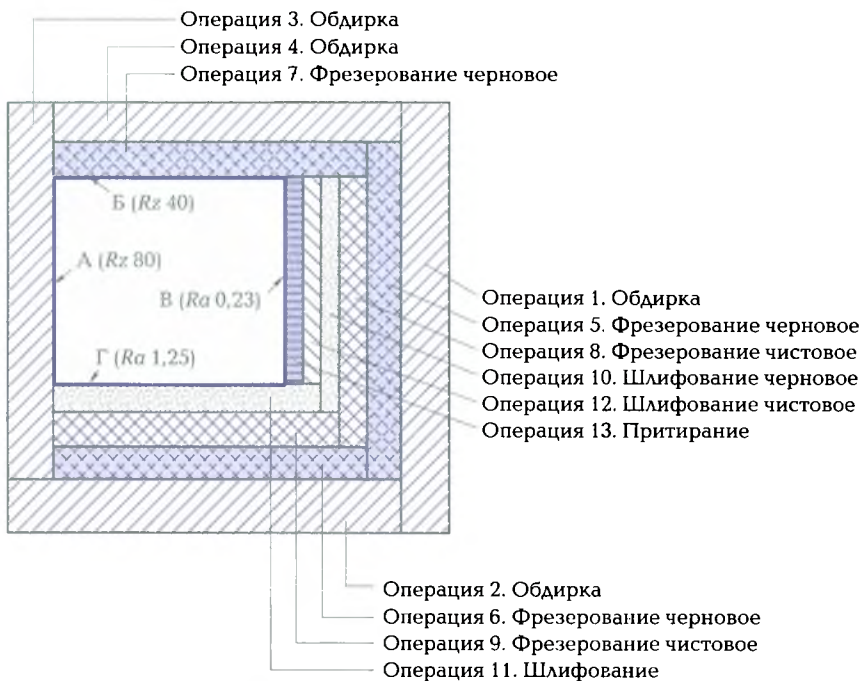 Операция 3. Обдирка
Операция 4. Обдирка
Операция 7. Фрезерование черновое
Б (Rz 40)
А (Rz 80)
В (Ra 0,23)
Г (Ra 1,25)
Операция 1. Обдирка
Операция 5. Фрезерование черновое
Операция 8. Фрезерование чистовое
Операция 10. Шлифование черновое
Операция 12. Шлифование чистовое
Операция 13. Притирание
Операция 2. Обдирка
Операция 6. Фрезерование черновое
Операция 9. Фрезерование чистовое
Операция 11. Шлифование